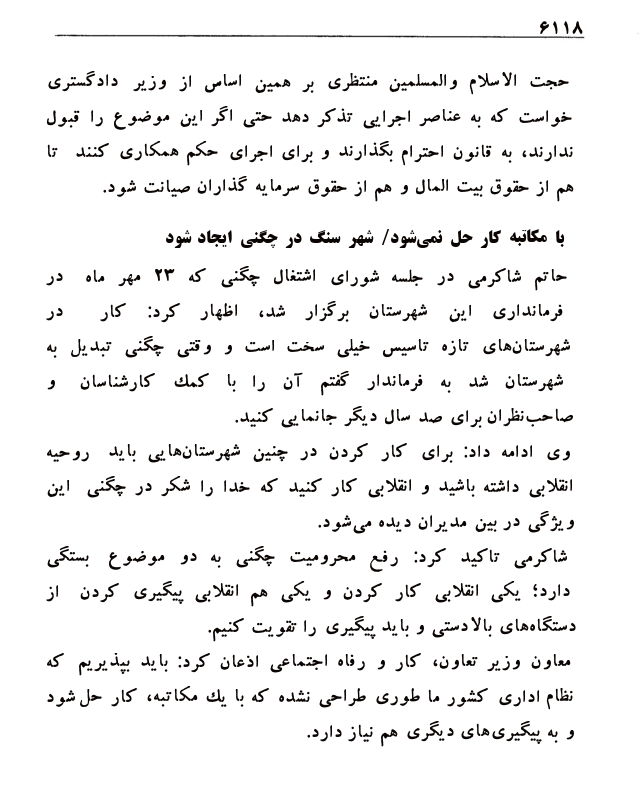 ۶۱۱۸
حجت الاسلام والمسلمین منتظری بر همین اساس از وزیر دادگستری
خواست که به عناصر اجرایی تذکر دهد حتی اگر این موضوع را قبول
ندارند، به قانون احترام بگذارند و برای اجرای حکم همکاری کنند تا
هم از حقوق بیت المال و هم از حقوق سرمایه گذاران صیانت شود.
با مکاتبه کار حل نمی‌شود/ شهر سنگ در چگنی ایجاد شود
حاتم شاکرمی در جلسه شورای اشتغال چگنی که ۲۳ مهر ماه در
فرمانداری این شهرستان برگزار شد، اظهار کرد: کار در
شهرستان‌های تازه تاسیس خیلی سخت است و وقتی چگنی تبدیل به
شهرستان شد به فرماندار گفتم آن را با کمك کارشناسان و
صاحب‌نظران برای صد سال دیگر جانمایی کنید.
وی ادامه داد: برای کار کردن در چنین شهرستان‌هایی باید روحیه
انقلابی داشته باشید و انقلابی کار کنید که خدا را شکر در چگنی این
ویژگی در بین مدیران دیده می‌شود.
شاکرمی تاکید کرد: رفع محرومیت چگنی به دو موضوع بستگی
دارد؛ یکی انقلابی کار کردن و یکی هم انقلابی پیگیری کردن از
دستگاه‌های بالادستی و باید پیگیری را تقویت کنیم.
معاون وزیر تعاون، کار و رفاه اجتماعی اذعان کرد: باید بپذیریم که
نظام اداری کشور ما طوری طراحی نشده که با یك مکاتبه، کار حل شود
و به پیگیری‌های دیگری هم نیاز دارد.